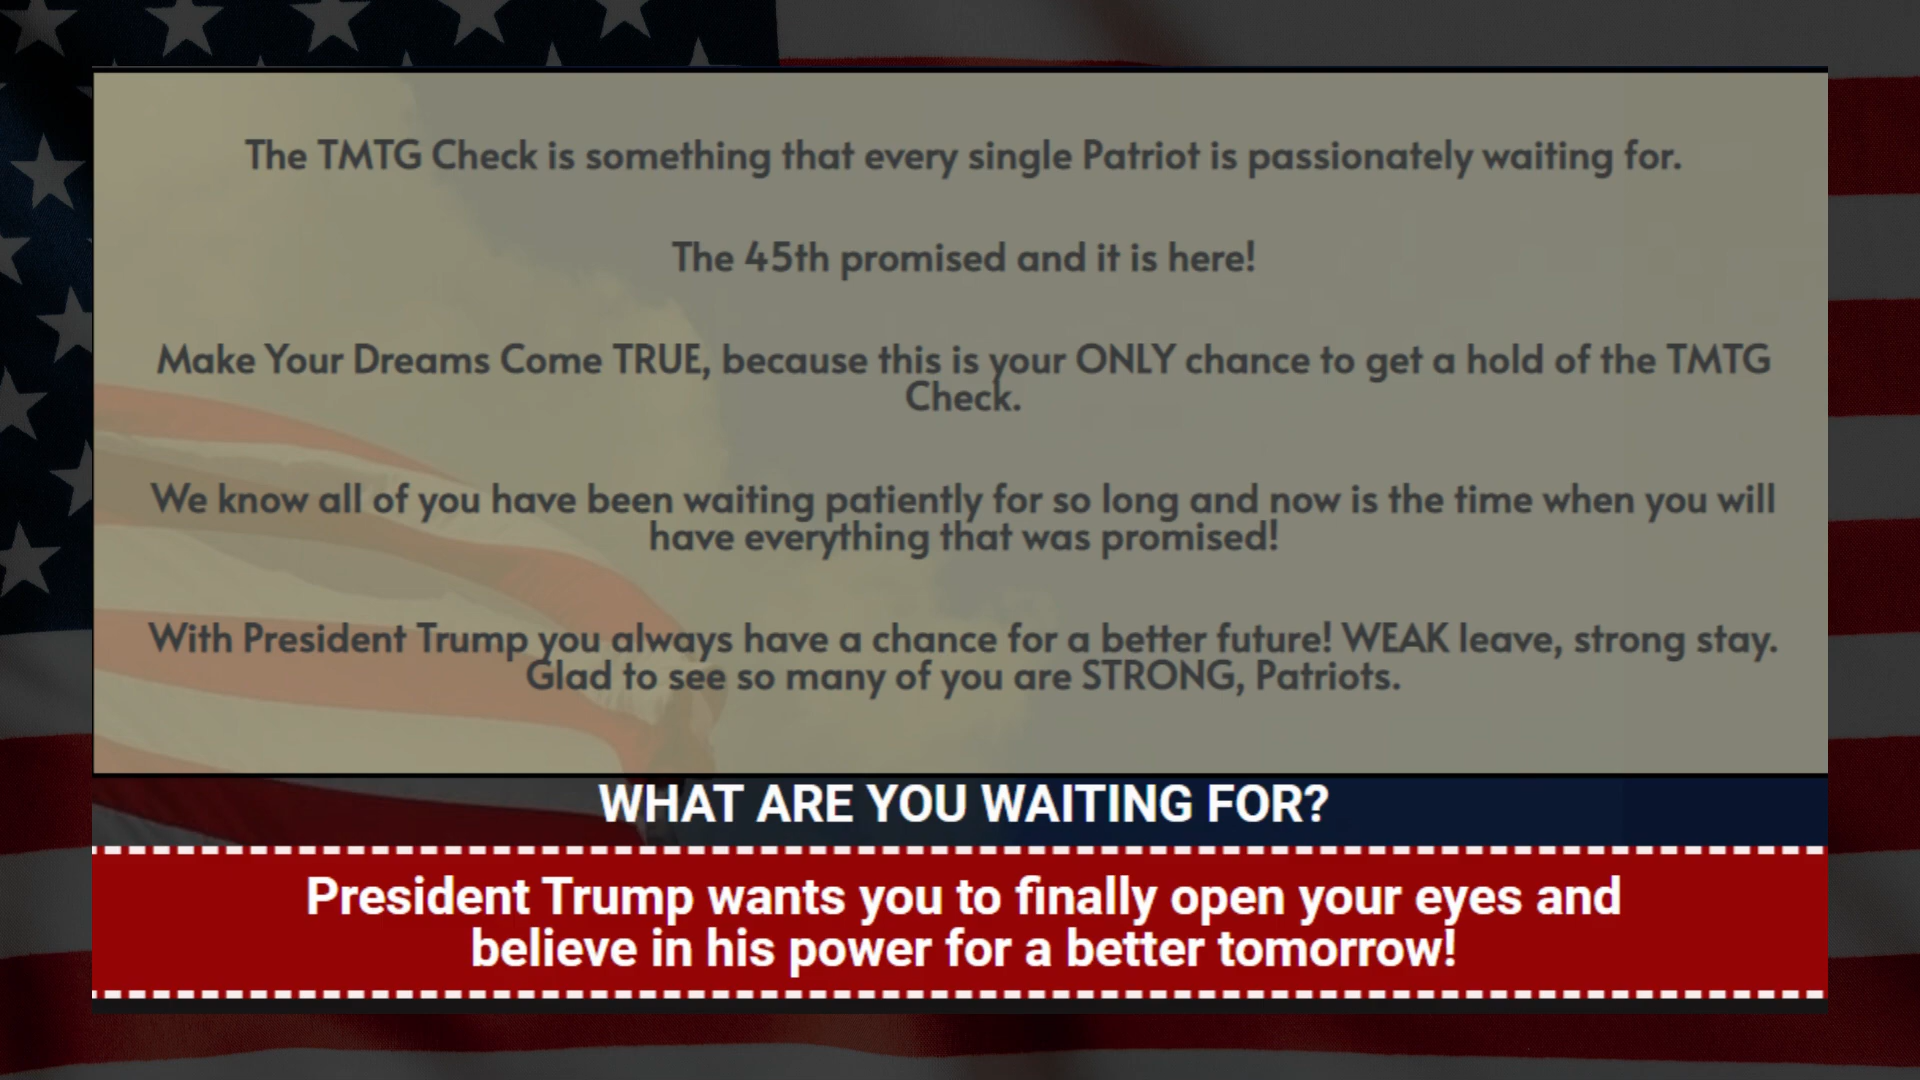 The TMTG Check is something that every single Patriot is passionately waiting for.
The 45th promised and it is here!
Make Your Dreams Come TRUE, because this is your ONLY chance to get a hold of the TMTG
Check.
We know all of you have been waiting patiently for so long and now is the time when you will
have everything that was promised!
With President Trump you always have a chance for a better future! WEAK leave, strong stay.
Glad to see so many of you are STRONG, Patriots.
WHAT ARE YOU WAITING FOR?
President Trump wants you to finally open your eyes and
believe in his power for a better tomorrow!